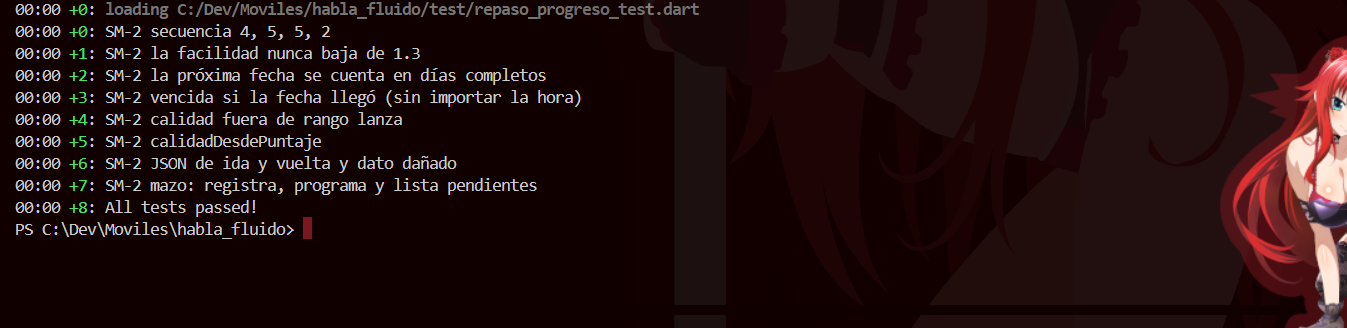 00:00 +0: loading C:/Dev/Moviles/habla_fluido/test/repaso_progreso_test.dart
00:00 +0: SM-2 secuencia 4, 5, 5, 2
00:00 +1: SM-2 la facilidad nunca baja de 1.3
00:00 +2: SM-2 la próxima fecha se cuenta en días completos
00:00 +3: SM-2 vencida si la fecha llegó (sin importar la hora)
00:00 +4: SM-2 calidad fuera de rango lanza
00:00 +5: SM-2 calidadDesdePuntaje
00:00 +6: SM-2 JSON de ida y vuelta y dato dañado
00:00 +7: SM-2 mazo: registra, programa y lista pendientes
00:00 +8: All tests passed!
PS C:\Dev\Moviles\habla_fluido>